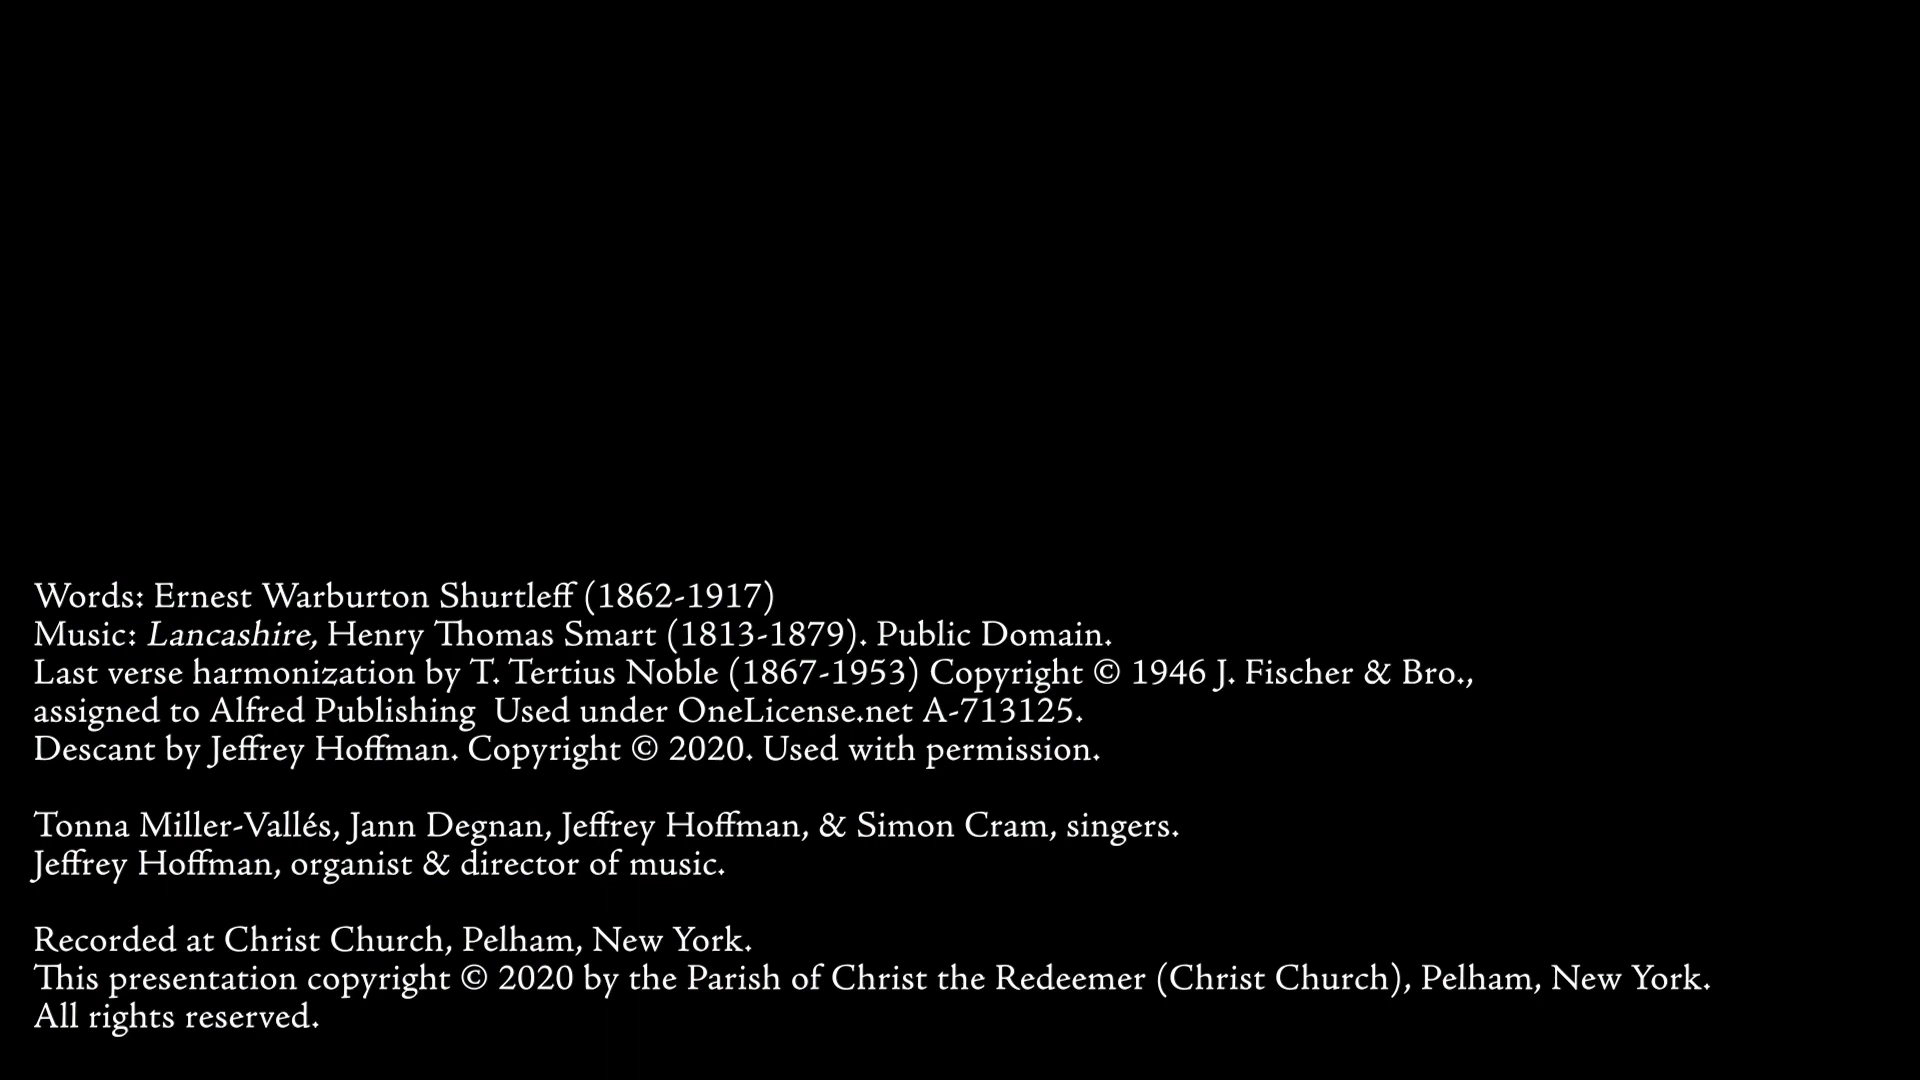 Words: Ernest Warburton Shurtleff (1862-1917)
Music: Lancashire, Henry Thomas Smart (1813-1879). Public Domain.
Last verse harmonization by T. Tertius Noble (1867-1953) Copyright © 1946 J. Fischer & Bro.,
assigned to Alfred Publishing  Used under OneLicense.net A-713125.
Descant by Jeffrey Hoffman. Copyright © 2020. Used with permission.
Tonna Miller-Vallés, Jann Degnan, Jeffrey Hoffman, & Simon Cram, singers.
Jeffrey Hoffman, organist & director of music.
Recorded at Christ Church, Pelham, New York.
This presentation copyright © 2020 by the Parish of Christ the Redeemer (Christ Church), Pelham, New York.
All rights reserved.